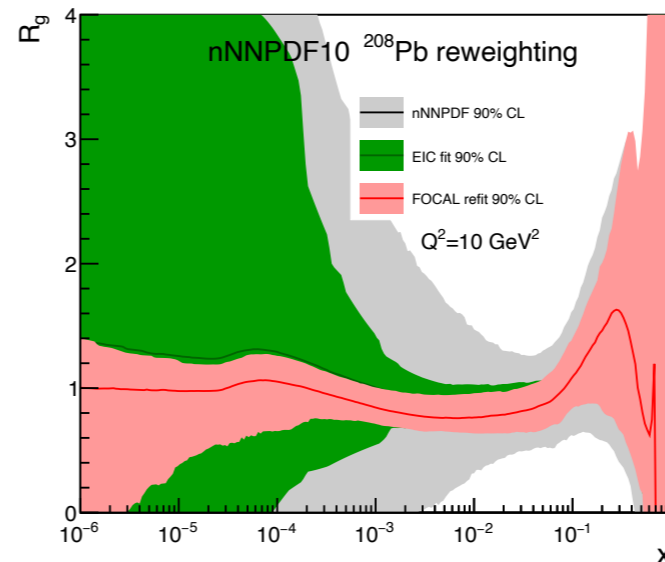 nNNPDF10 ²⁰⁸Pb reweighting
nNNPDF 90% CL
EIC fit 90% CL
FOCAL refit 90% CL
Q²=10 GeV²
R_g
4
3
2
1
0
10⁻⁶ 10⁻⁵ 10⁻⁴ 10⁻³ 10⁻² 10⁻¹
x